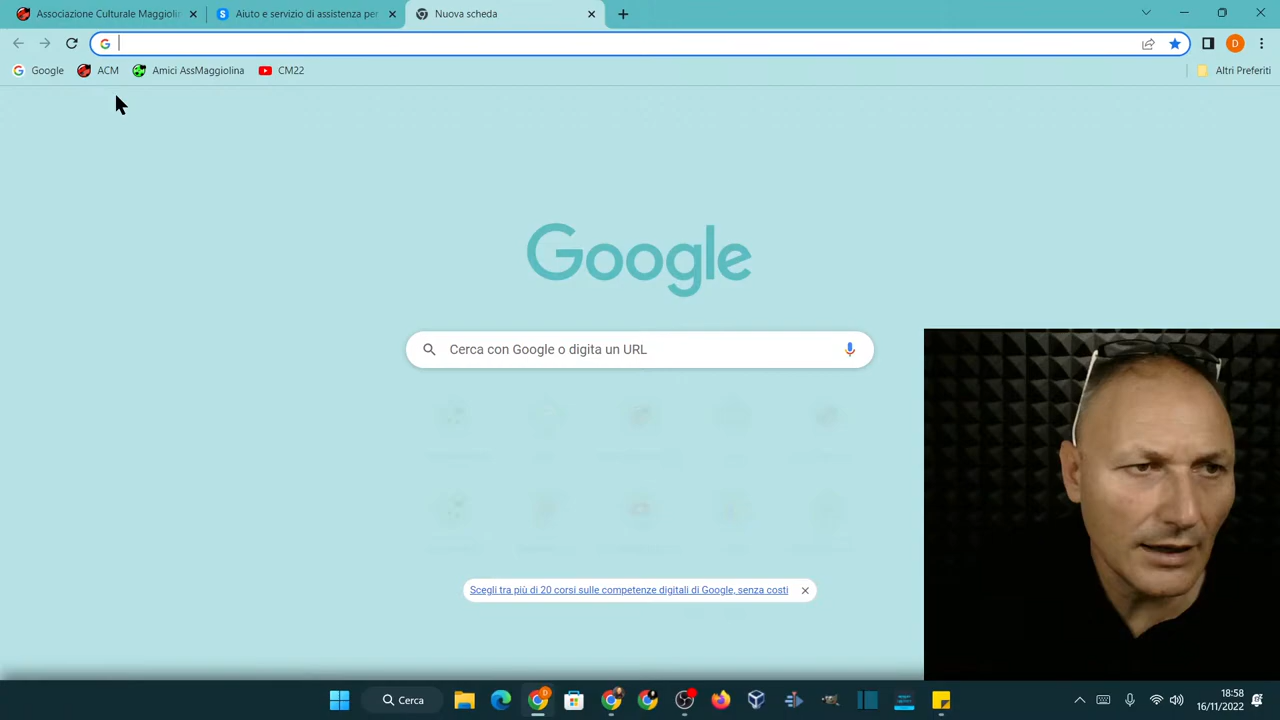 Associazione Culturale Maggiolin
Aiuto e servizio di assistenza per
Nuova scheda
Google
ACM
Amici AssMaggiolina
CM22
Altri Preferiti
D
Google
Cerca con Google o digita un URL
Scegli tra più di 20 corsi sulle competenze digitali di Google, senza costi
Cerca
18:58
16/11/2022